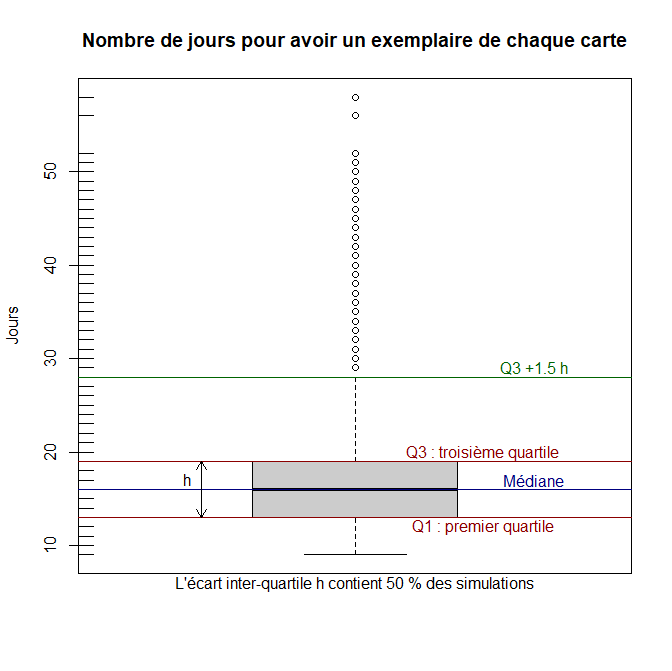 Nombre de jours pour avoir un exemplaire de chaque carte
50
40
30
20
10
Jours
Q3 +1.5 h
Q3 : troisième quartile
h
Médiane
Q1 : premier quartile
L'écart inter-quartile h contient 50 % des simulations